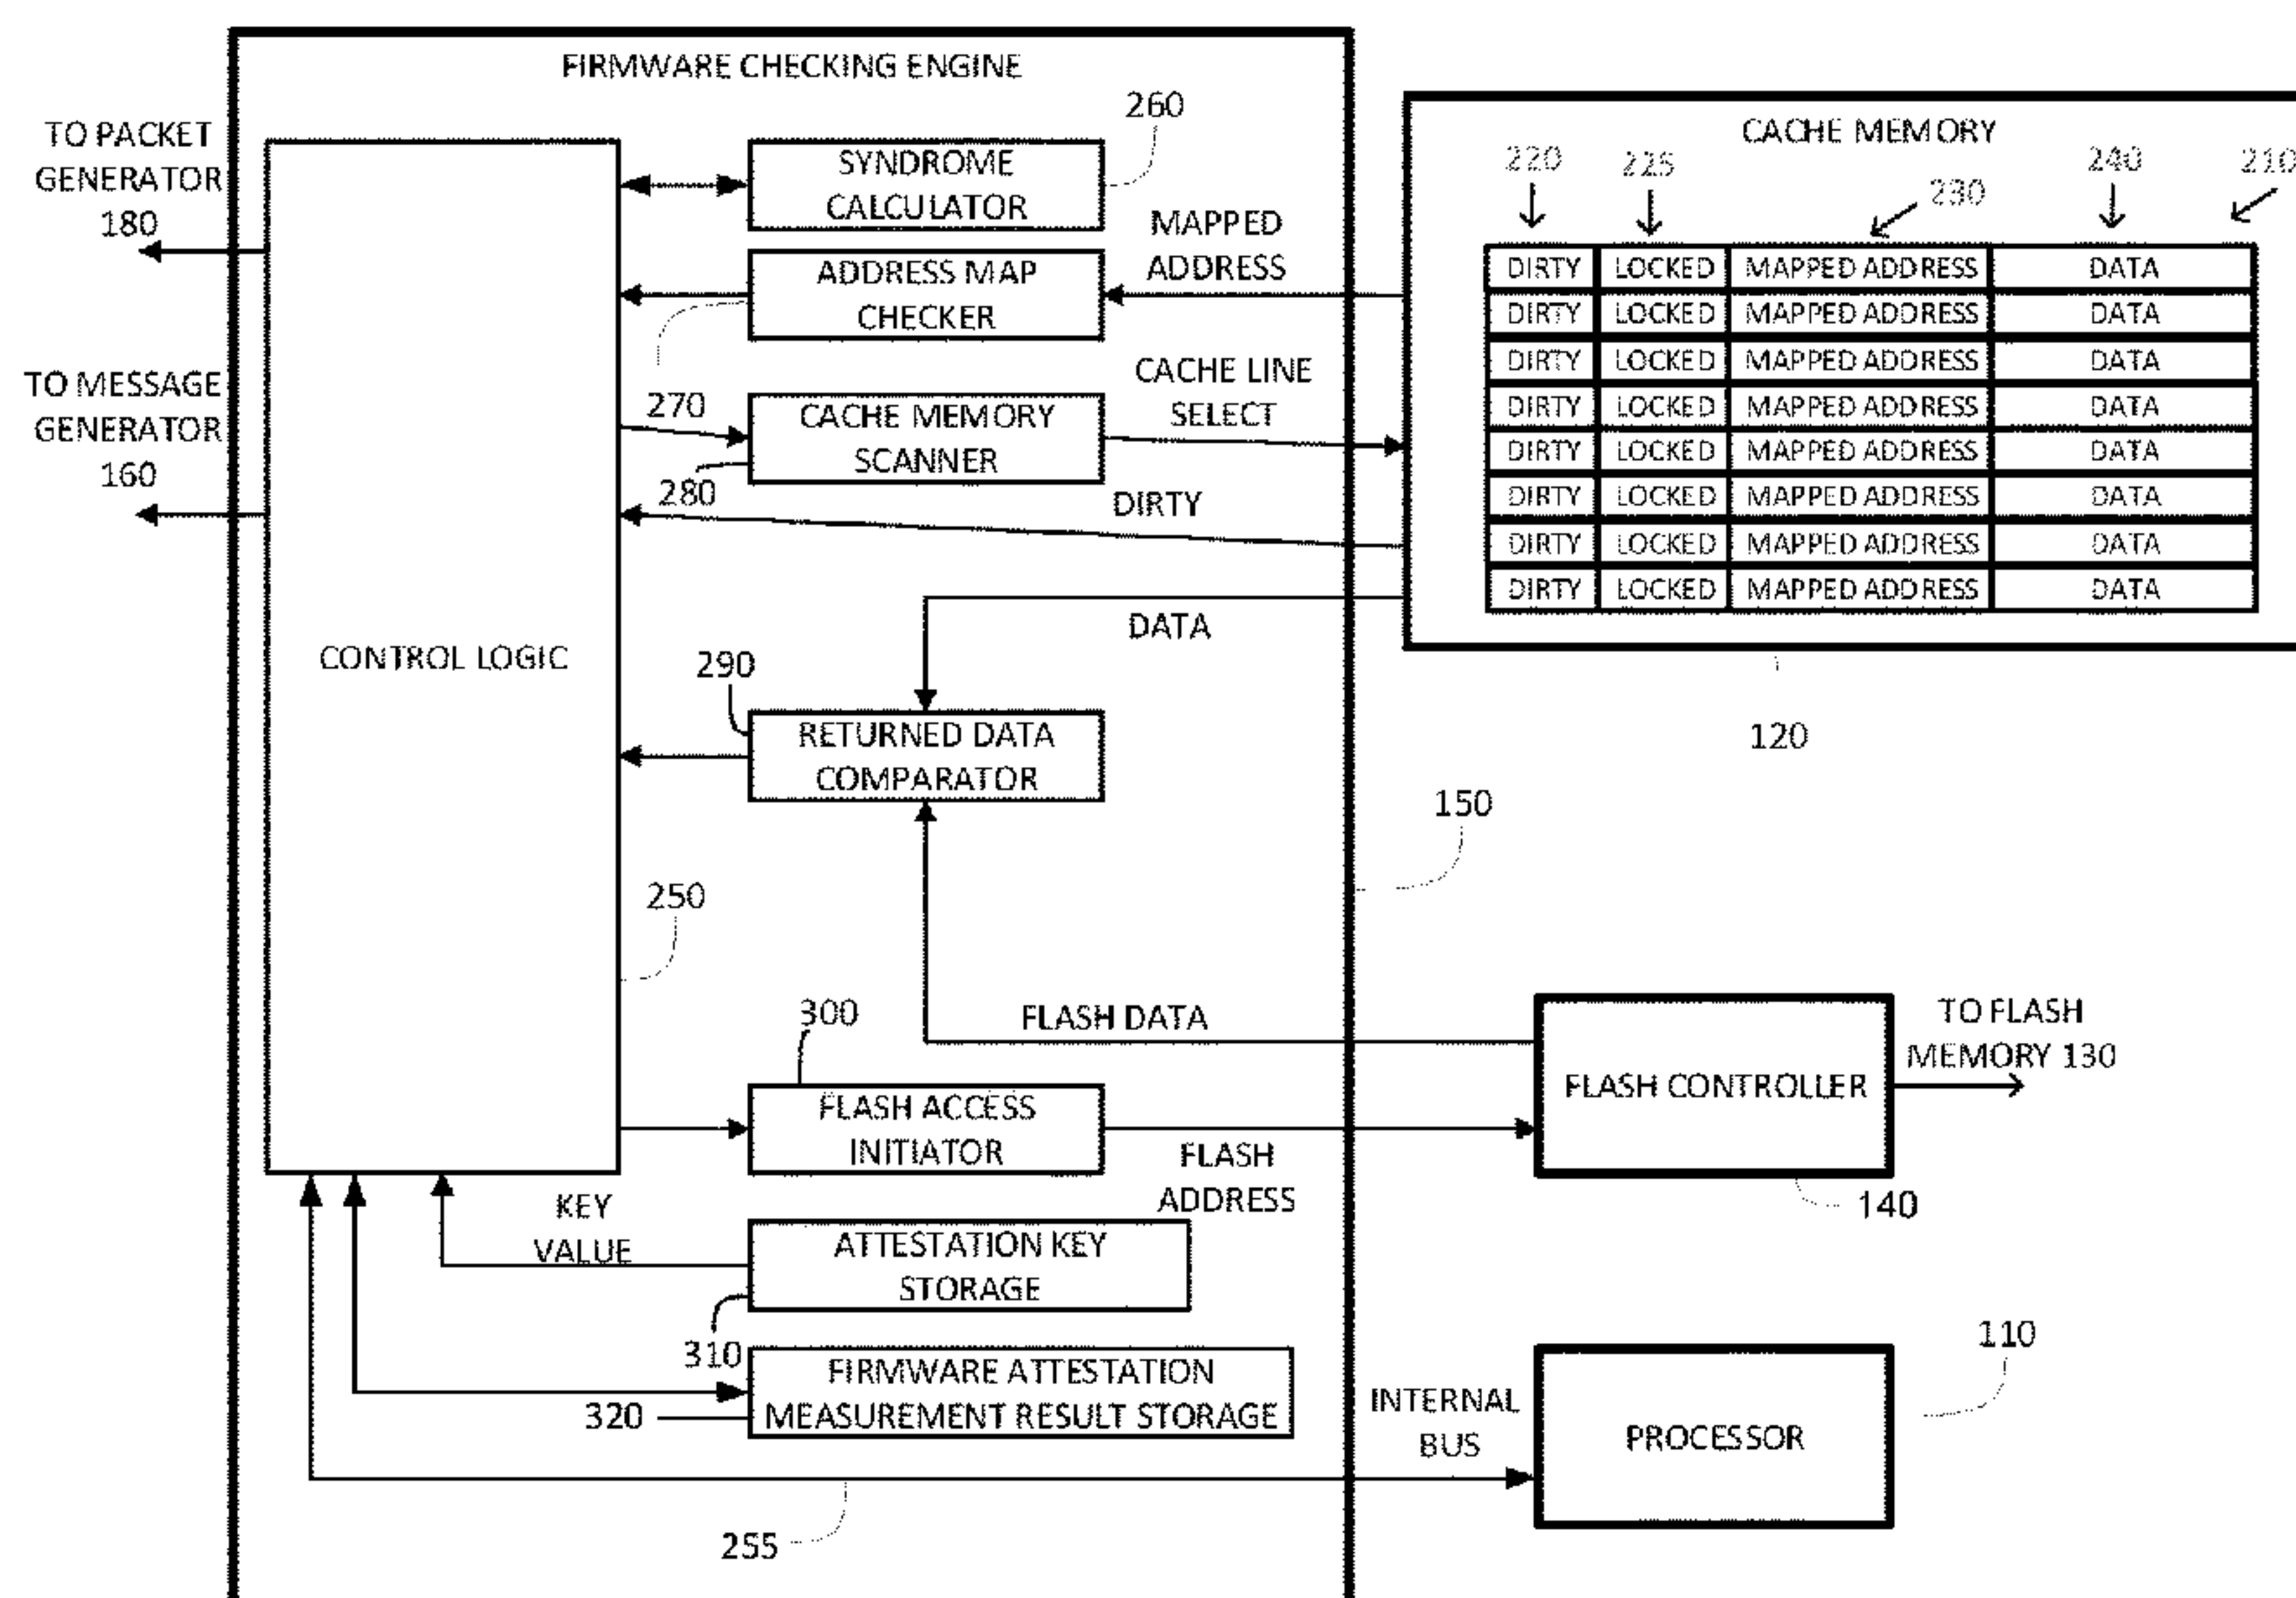 FIRMWARE CHECKING ENGINE
TO PACKET
GENERATOR
180
TO MESSAGE
GENERATOR
160
CONTROL LOGIC
250
SYNDROME
CALCULATOR
260
ADDRESS MAP
CHECKER
270
MAPPED
ADDRESS
CACHE MEMORY
SCANNER
280
CACHE LINE
SELECT
DIRTY
DATA
290
RETURNED DATA
COMPARATOR
150
FLASH DATA
300
FLASH ACCESS
INITIATOR
FLASH
ADDRESS
KEY
VALUE
ATTESTATION KEY
STORAGE
310
FIRMWARE ATTESTATION
MEASUREMENT RESULT STORAGE
320
INTERNAL
BUS
255
CACHE MEMORY
220 225 230 240 210
DIRTY LOCKED MAPPED ADDRESS DATA
DIRTY LOCKED MAPPED ADDRESS DATA
DIRTY LOCKED MAPPED ADDRESS DATA
DIRTY LOCKED MAPPED ADDRESS DATA
DIRTY LOCKED MAPPED ADDRESS DATA
DIRTY LOCKED MAPPED ADDRESS DATA
DIRTY LOCKED MAPPED ADDRESS DATA
DIRTY LOCKED MAPPED ADDRESS DATA
120
FLASH CONTROLLER
140
TO FLASH
MEMORY 130
PROCESSOR
110